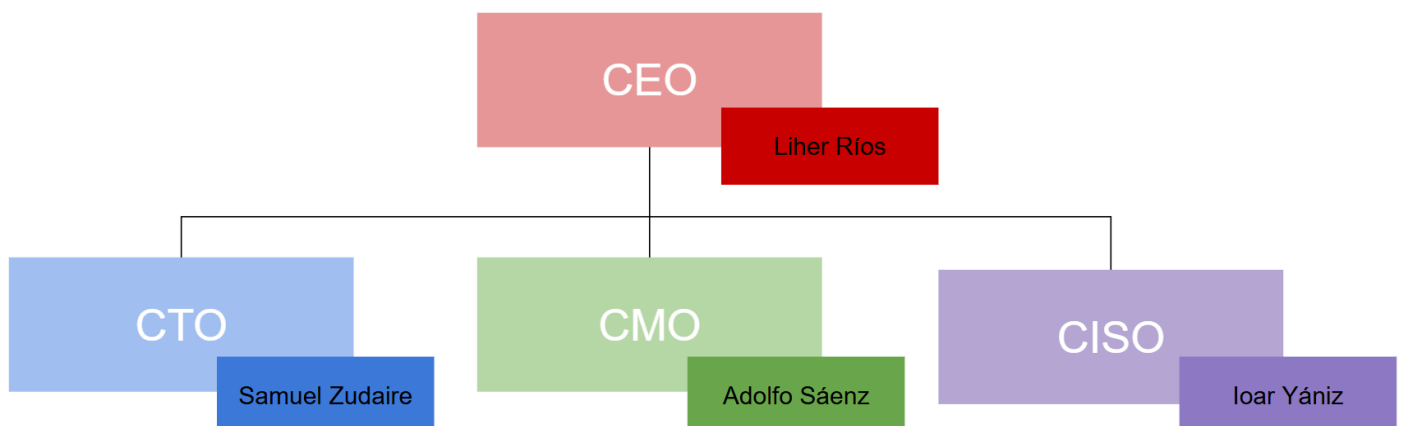 CEO
Liher Ríos
CTO
Samuel Zudaire
CMO
Adolfo Sáenz
CISO
Ioar Yániz